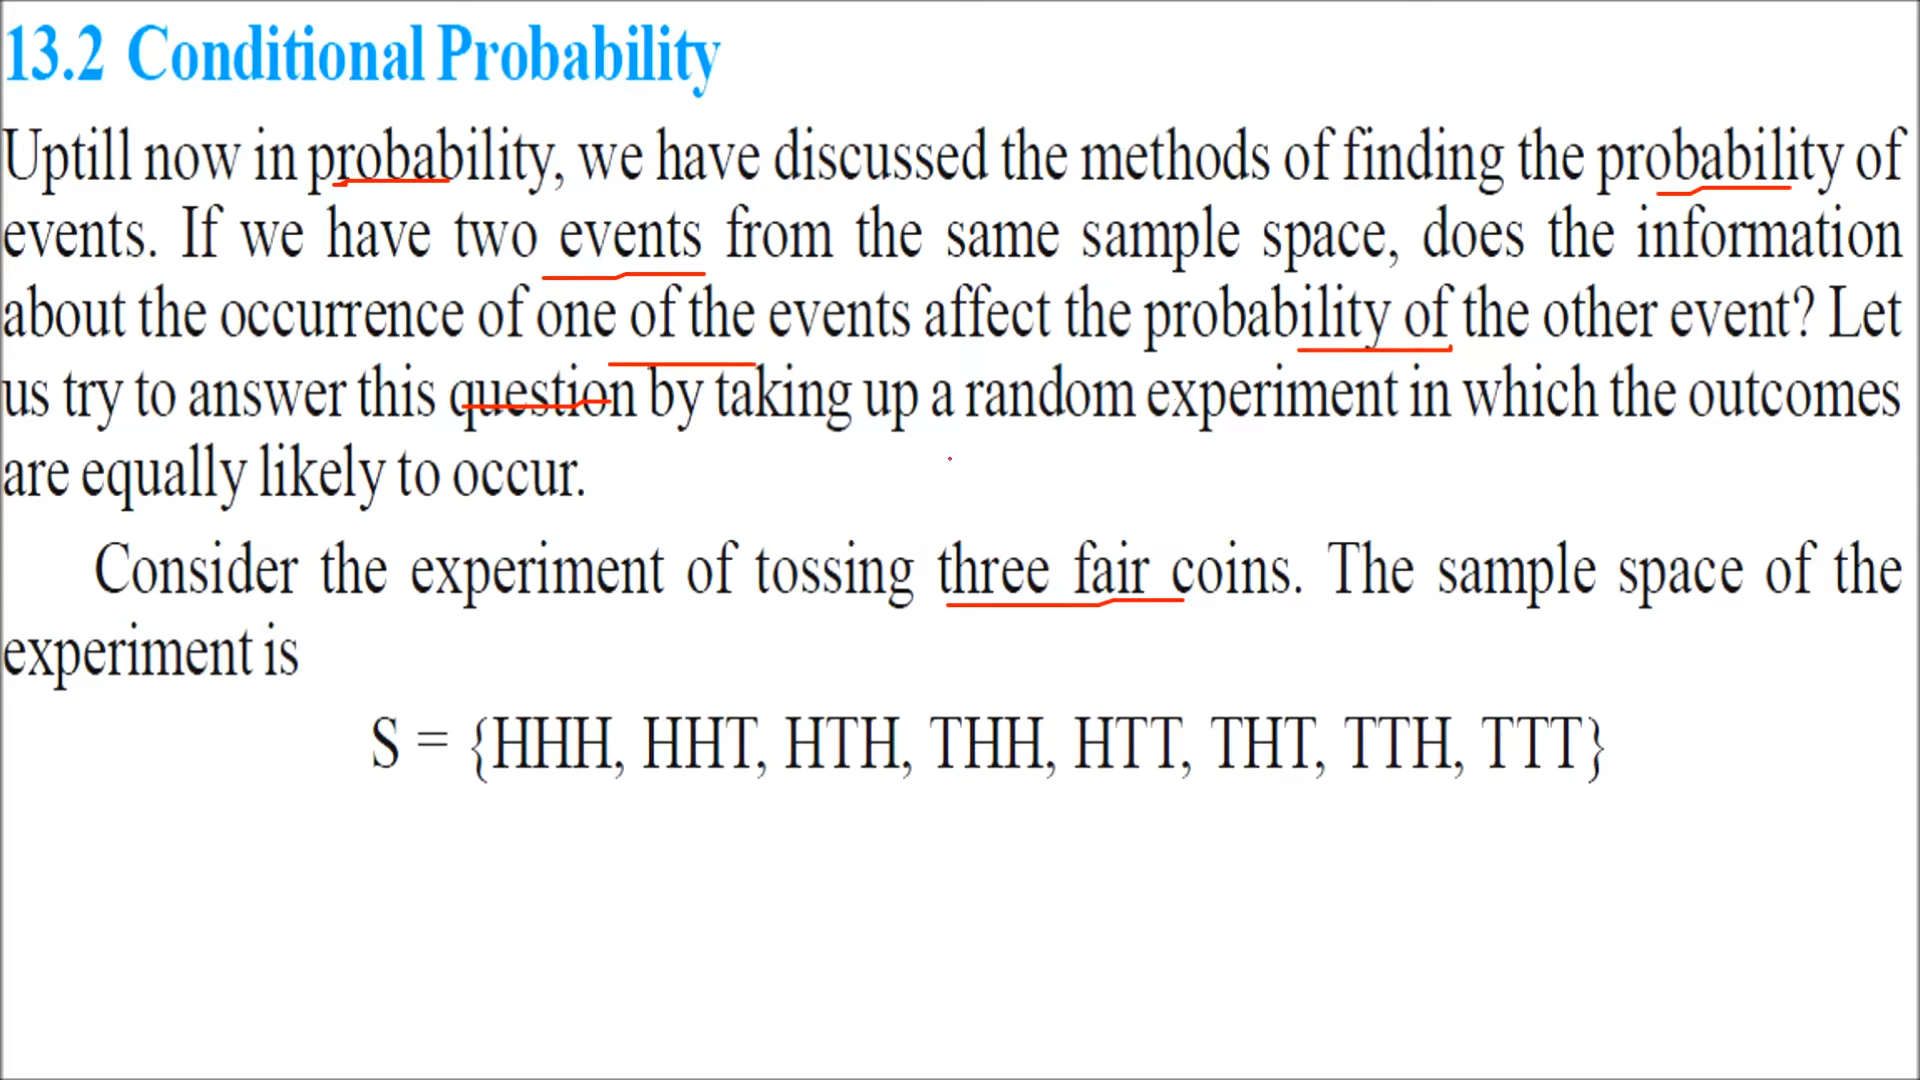 13.2 Conditional Probability
Uptill now in probability, we have discussed the methods of finding the probability of
events. If we have two events from the same sample space, does the information
about the occurrence of one of the events affect the probability of the other event? Let
us try to answer this question by taking up a random experiment in which the outcomes
are equally likely to occur.
Consider the experiment of tossing three fair coins. The sample space of the
experiment is
S = {HHH, HHT, HTH, THH, HTT, THT, TTH, TTT}